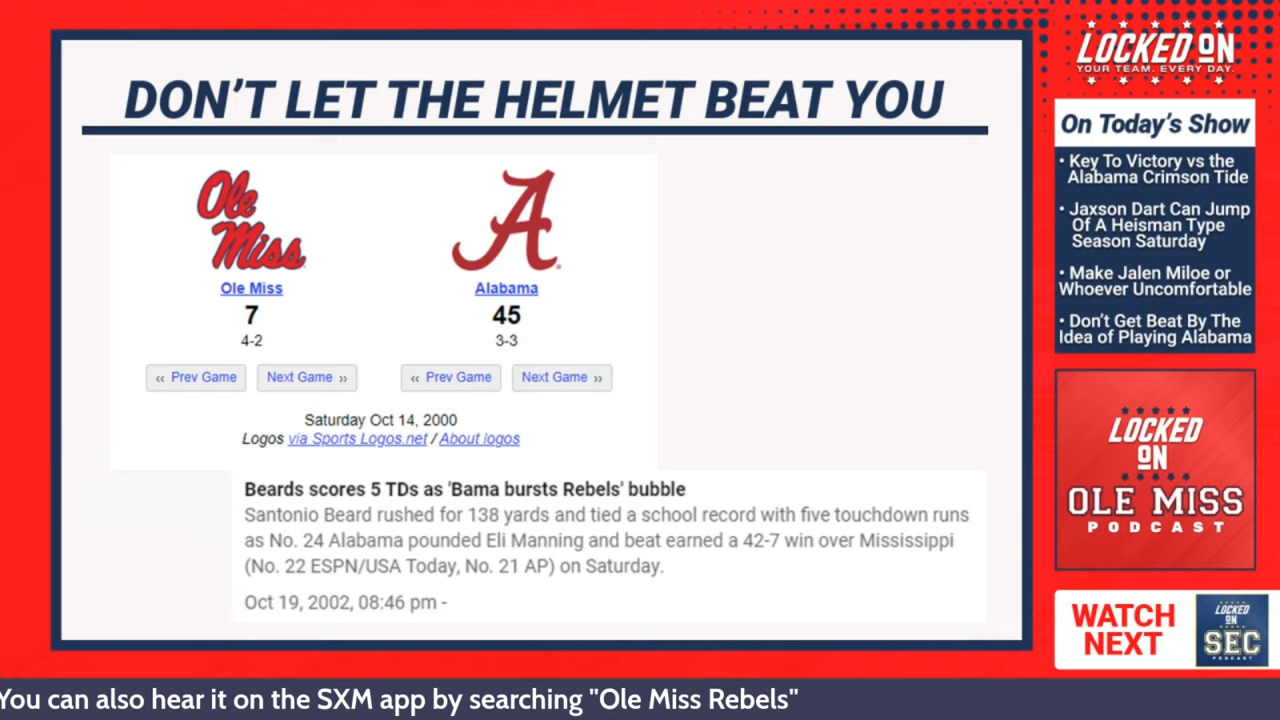 DON'T LET THE HELMET BEAT YOU
Ole
Miss
A
Ole Miss
Alabama
7
45
4-2
3-3
‹‹ Prev Game
Next Game ››
‹‹ Prev Game
Next Game ››
Saturday Oct 14, 2000
Logos via Sports Logos.net / About logos
Beards scores 5 TDs as 'Bama bursts Rebels' bubble
Santonio Beard rushed for 138 yards and tied a school record with five touchdown runs
as No. 24 Alabama pounded Eli Manning and beat earned a 42-7 win over Mississippi
(No. 22 ESPN/USA Today, No. 21 AP) on Saturday.
Oct 19, 2002, 08:46 pm -
LOCKED ON
YOUR TEAM. EVERY DAY.
On Today's Show
• Key To Victory vs the
Alabama Crimson Tide
• Jaxson Dart Can Jump
Of A Heisman Type
Season Saturday
• Make Jalen Miloe or
Whoever Uncomfortable
• Don't Get Beat By The
Idea of Playing Alabama
LOCKED
ON
OLE MISS
PODCAST
WATCH
NEXT
LOCKED
ON
SEC
PODCAST
You can also hear it on the SXM app by searching "Ole Miss Rebels"